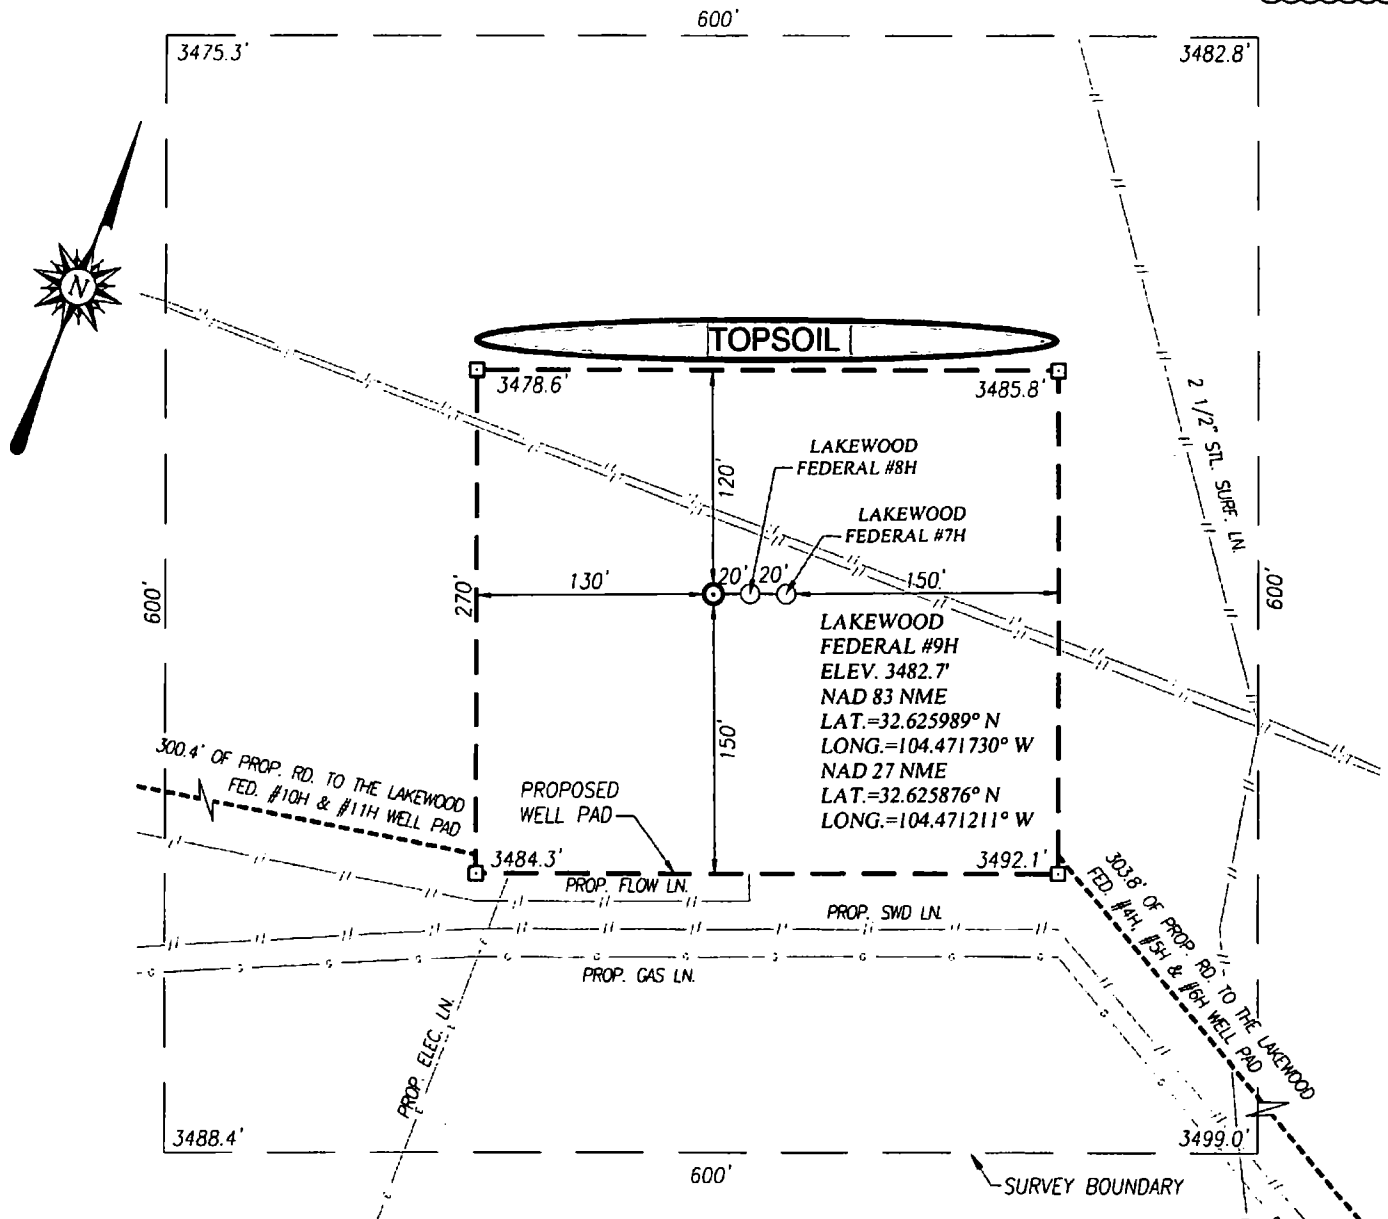 600'
3475.3'
3482.8'
N
TOPSOIL
3478.6'
3485.8'
2 1/2" STL. SURF. LN.
LAKEWOOD
FEDERAL #8H
120'
LAKEWOOD
FEDERAL #7H
600'
270'
130'
20'
20'
150'
600'
LAKEWOOD
FEDERAL #9H
ELEV. 3482.7'
NAD 83 NME
LAT.=32.625989° N
LONG.=104.471730° W
NAD 27 NME
LAT.=32.625876° N
LONG.=104.471211° W
150'
300.4' OF PROP. RD. TO THE LAKEWOOD
FED. #10H & #11H WELL PAD
PROPOSED
WELL PAD
3484.3'
3492.1'
PROP. FLOW LN.
PROP. SWD LN.
PROP. GAS LN.
303.8' OF PROP. RD. TO THE LAKEWOOD
FED. #4H, #5H & #6H WELL PAD
PROP. ELEC. LN.
3488.4'
3499.0'
600'
SURVEY BOUNDARY